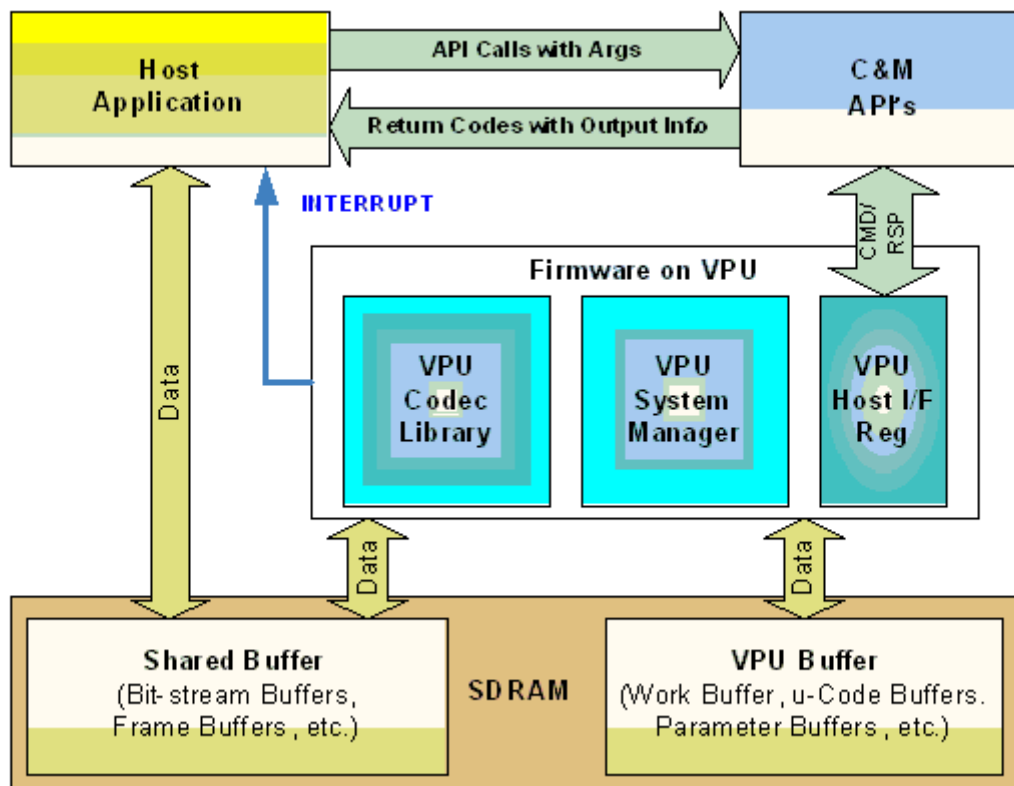 Host
Application
API Calls with Args
Return Codes with Output Info.
C&M
API's
INTERRUPT
CMD/
RSP
Firmware on VPU
VPU
Codec
Library
VPU
System
Manager
VPU
Host I/F
Reg
Data
Data
Data
Shared Buffer
(Bit-stream Buffers,
Frame Buffers, etc.)
SDRAM
VPU Buffer
(Work Buffer, u-Code Buffers.
Parameter Buffers, etc.)